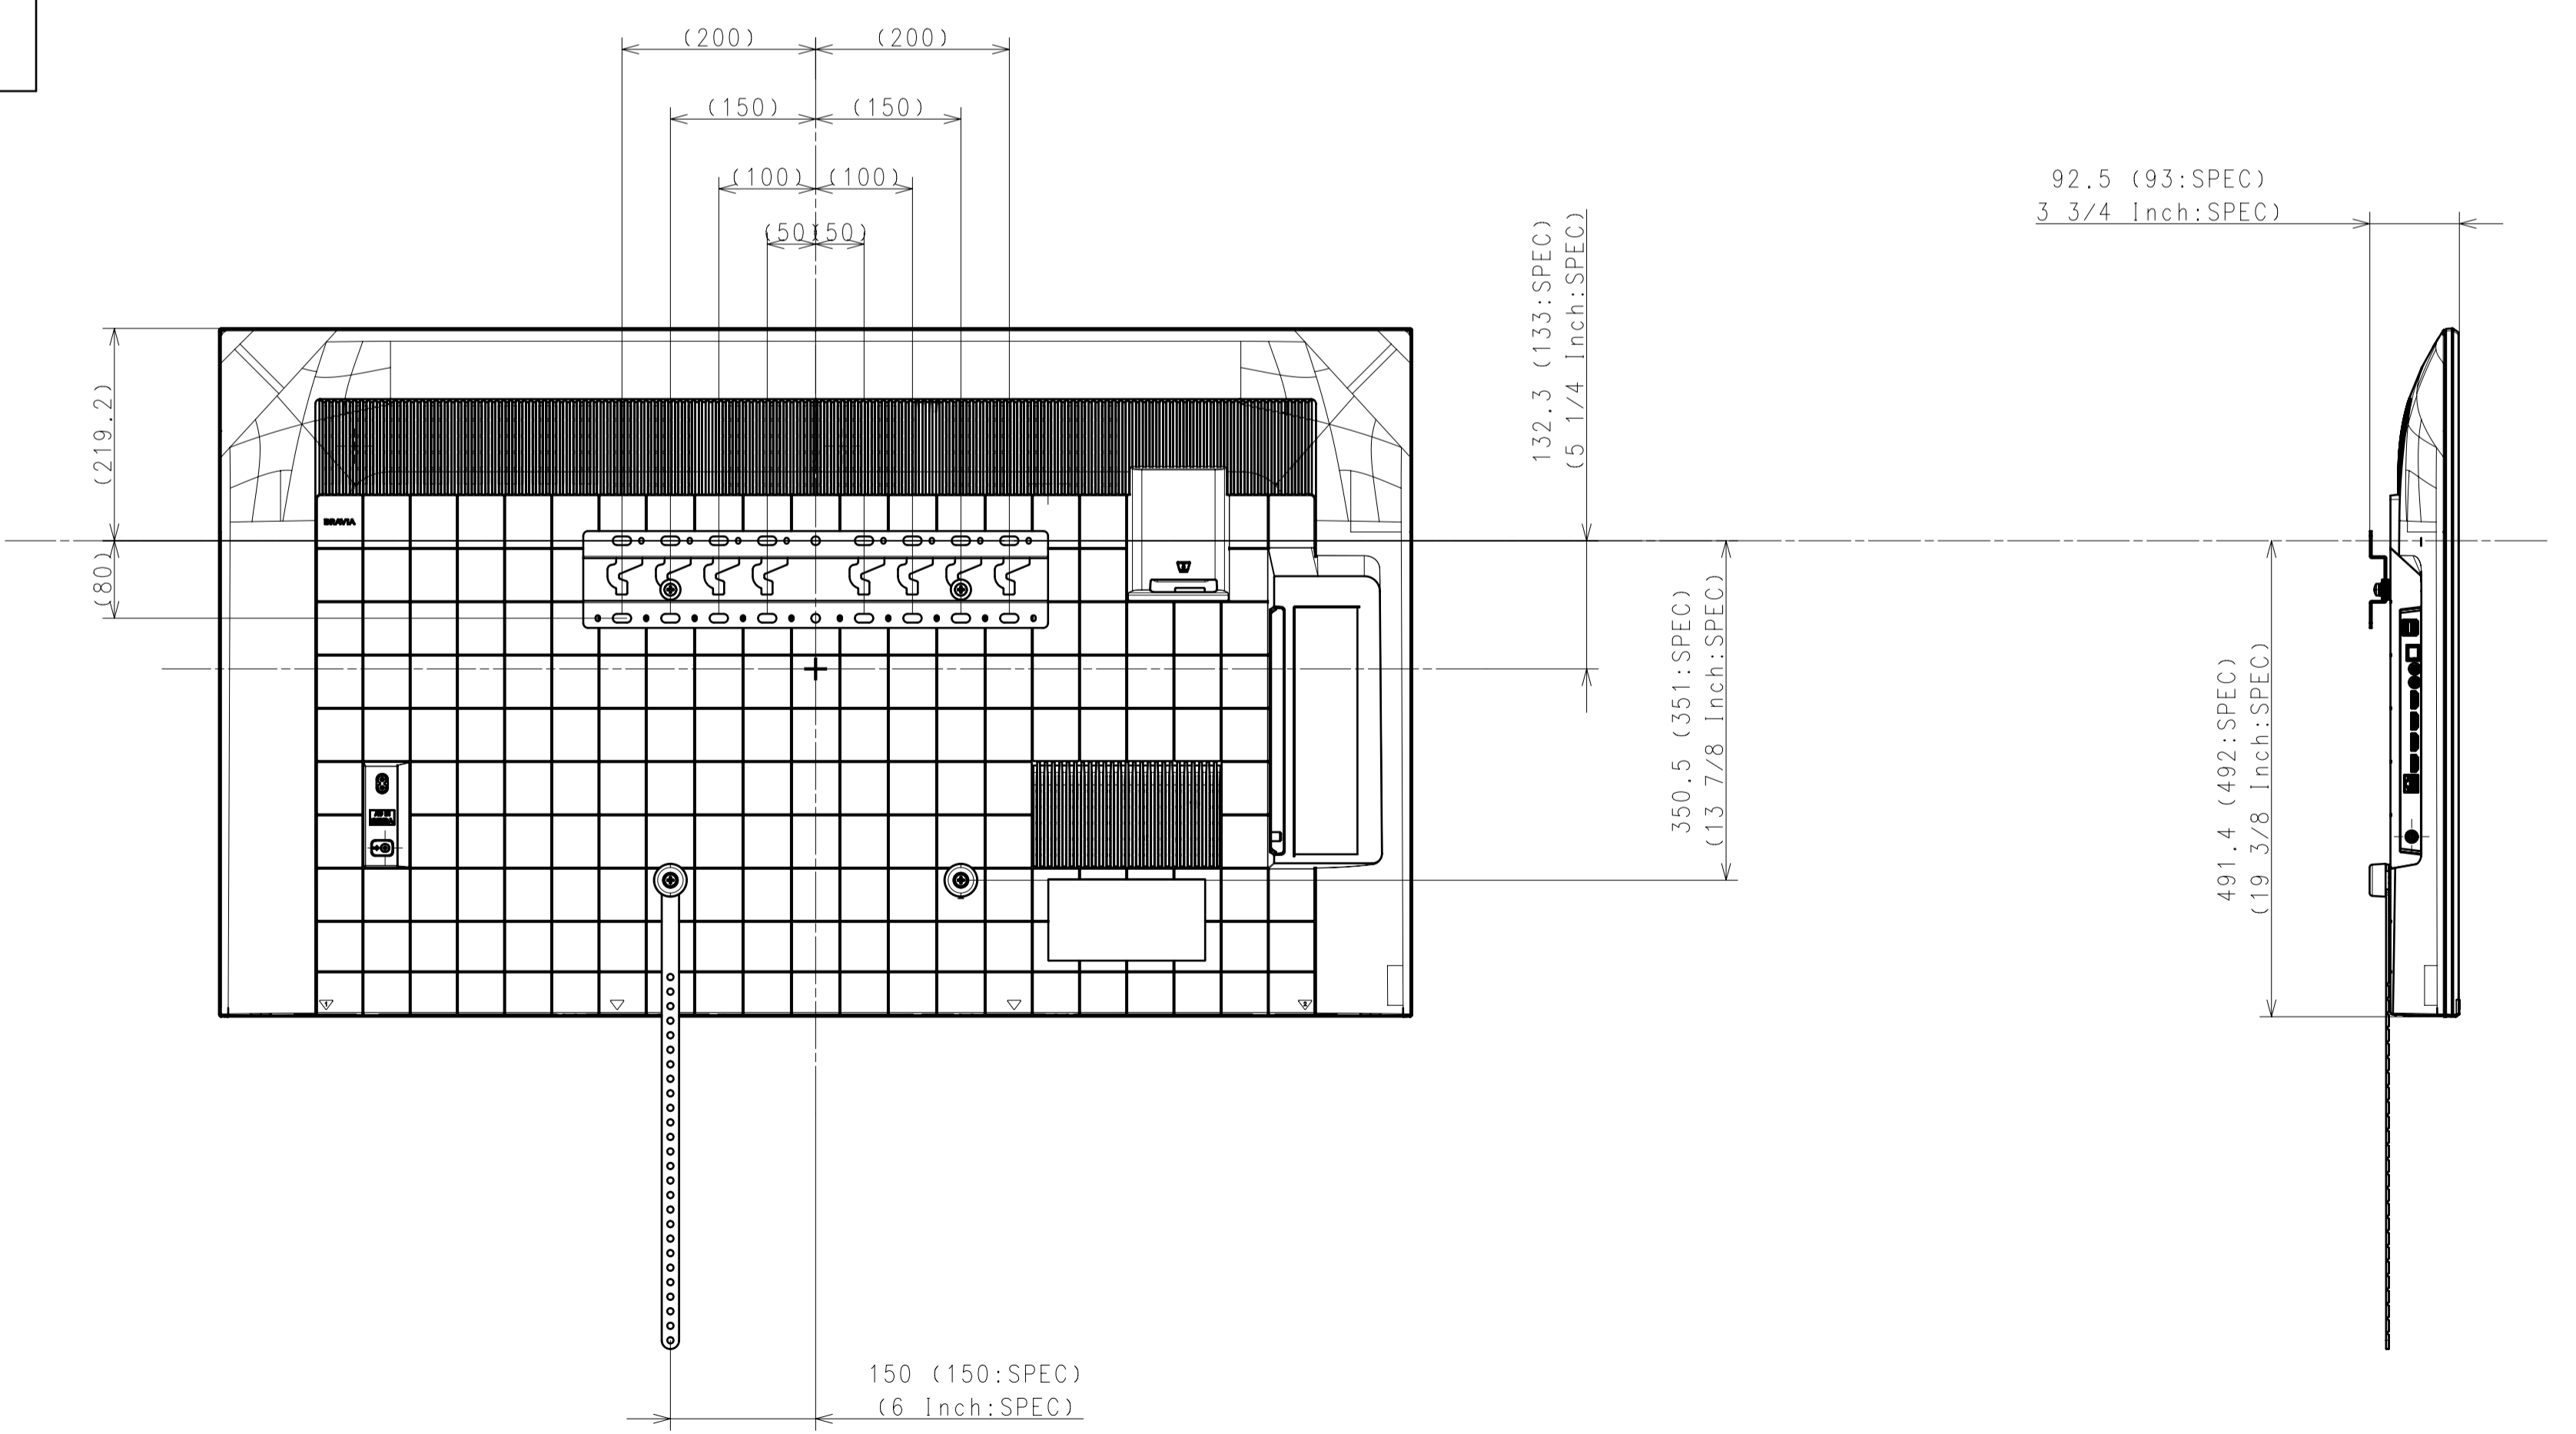 (200) (200)
(150) (150)
(100) (100)
(50) (50)
92.5 (93:SPEC)
3 3/4 Inch:SPEC)
132.3 (133:SPEC)
(5 1/4 Inch:SPEC)
(219.2)
BRAVIA
(80)
350.5 (351:SPEC)
(13 7/8 Inch:SPEC)
491.4 (492:SPEC)
(19 3/8 Inch:SPEC)
1
2
150 (150:SPEC)
(6 Inch:SPEC)